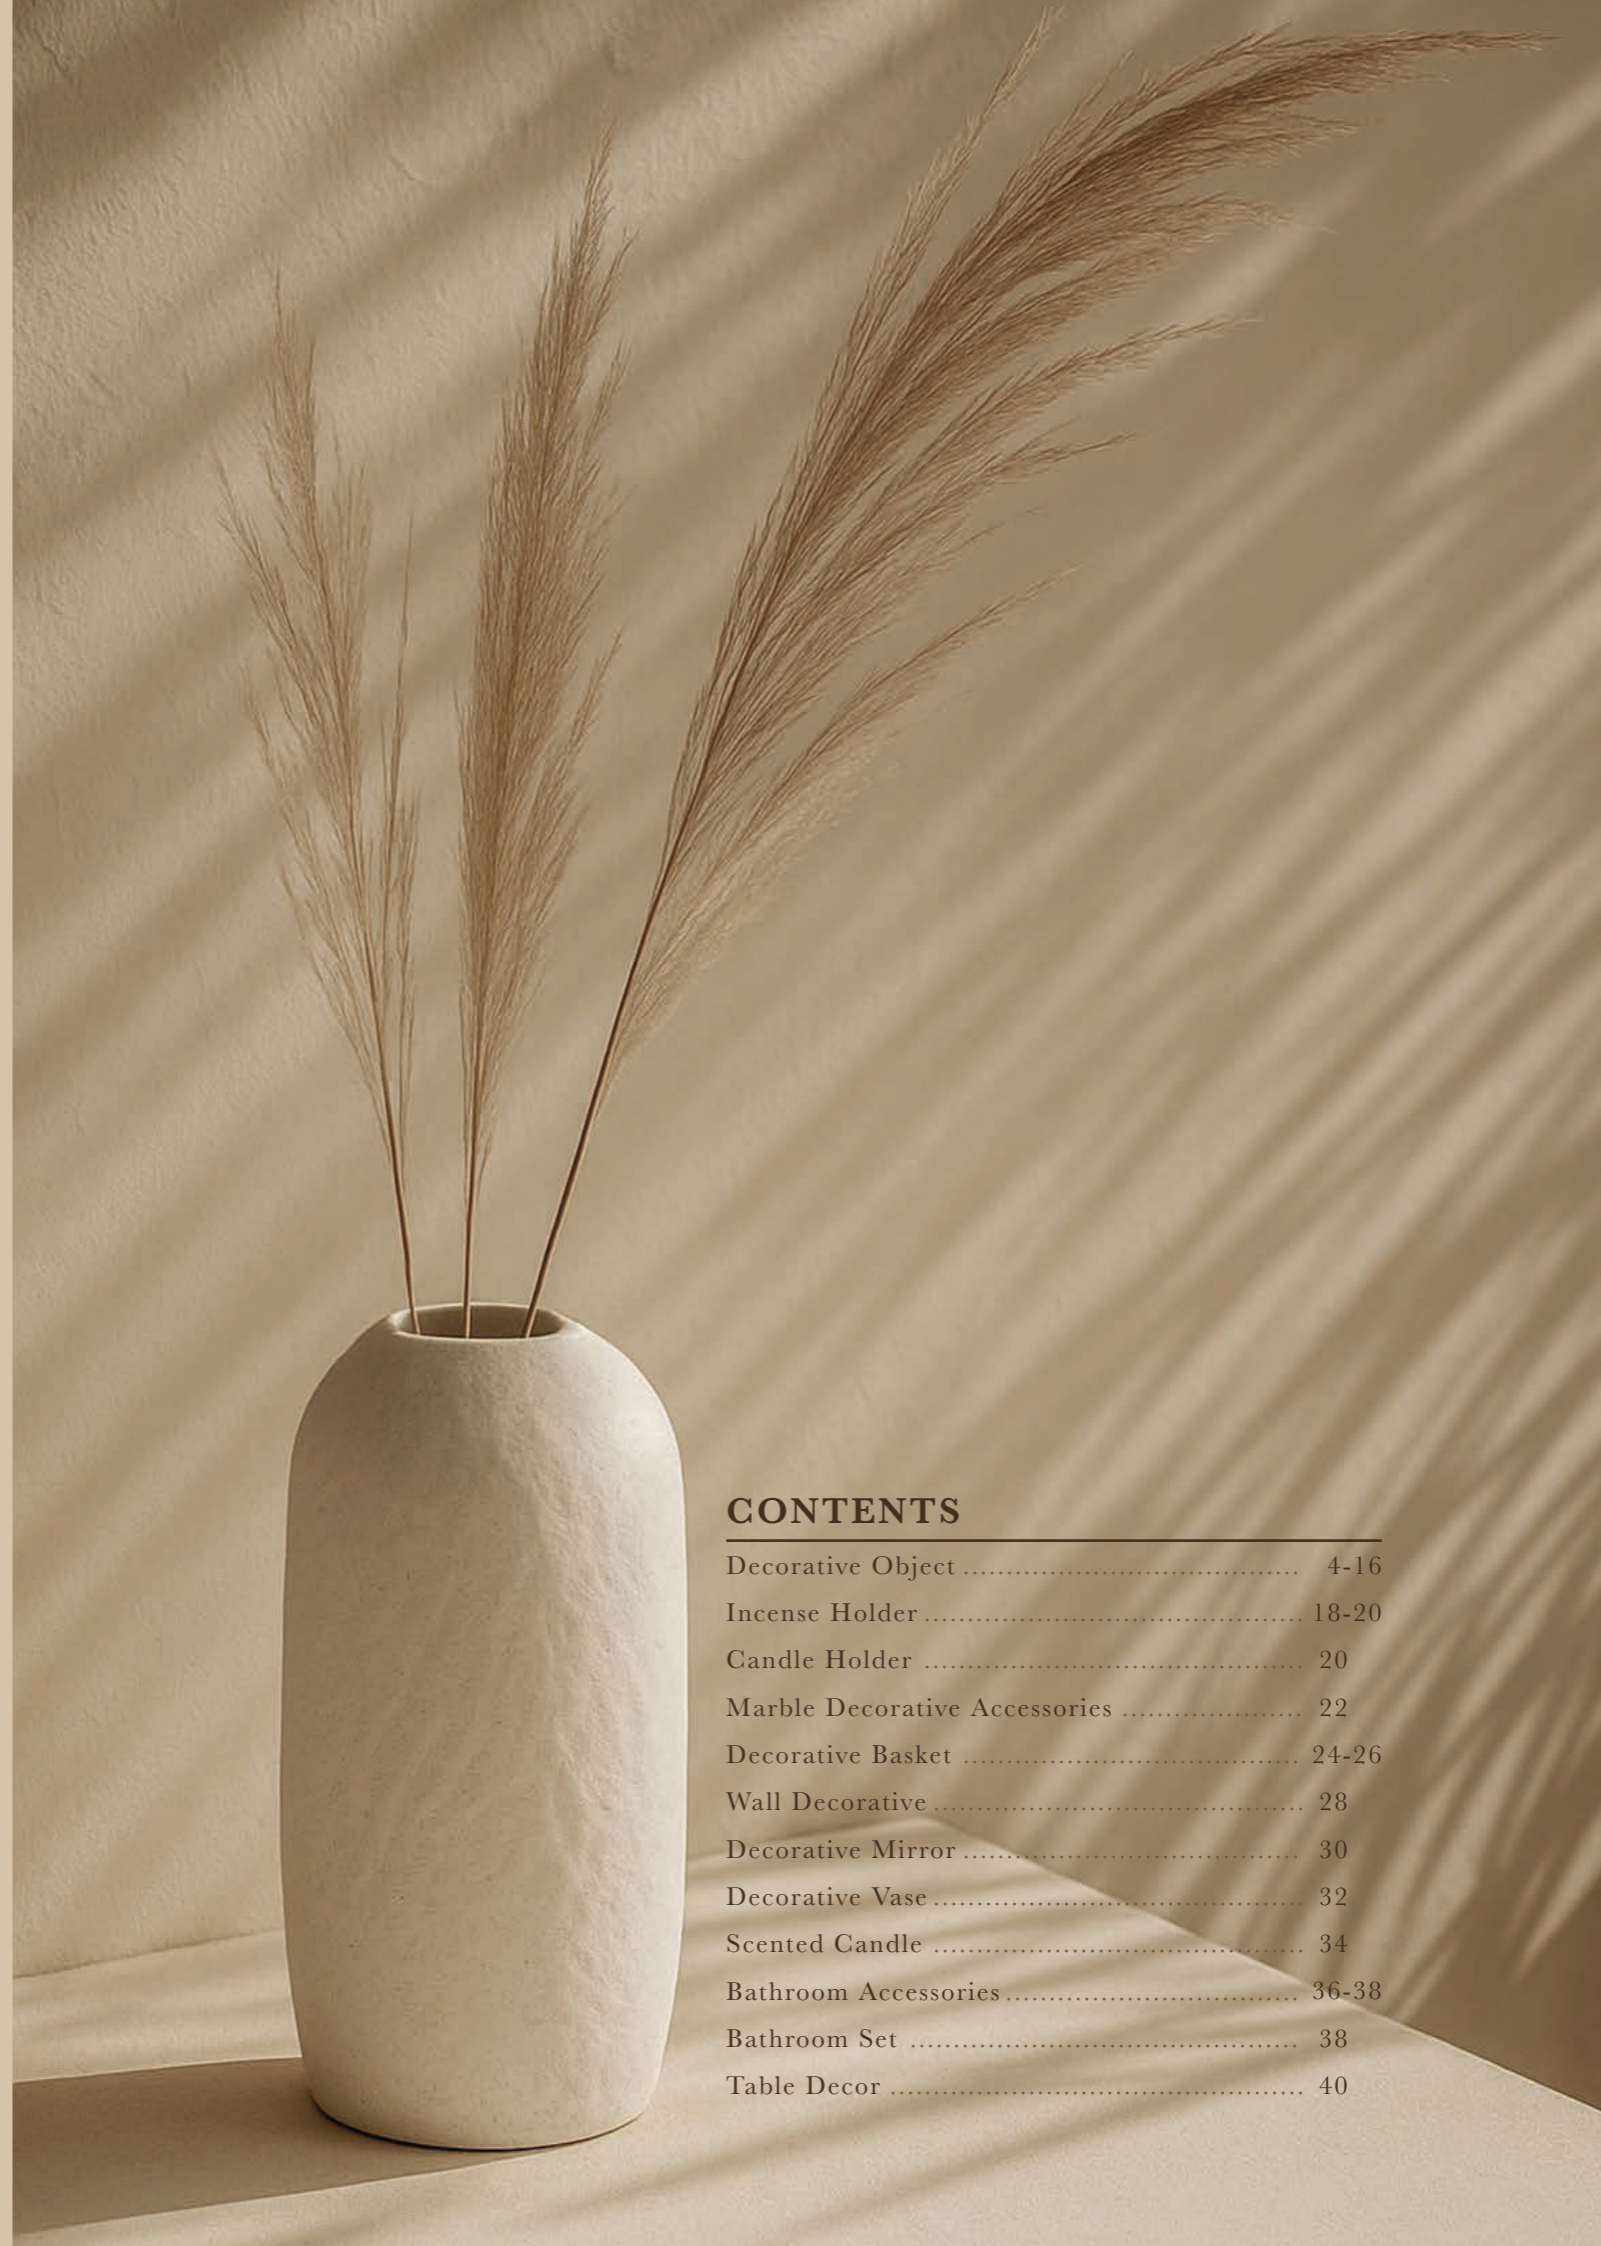 CONTENTS
Decorative Object ....................................... 4-16
Incense Holder ............................................ 18-20
Candle Holder ............................................ 20
Marble Decorative Accessories ..................... 22
Decorative Basket ....................................... 24-26
Wall Decorative ........................................... 28
Decorative Mirror ....................................... 30
Decorative Vase ........................................... 32
Scented Candle ........................................... 34
Bathroom Accessories .................................. 36-38
Bathroom Set ............................................. 38
Table Decor ................................................ 40